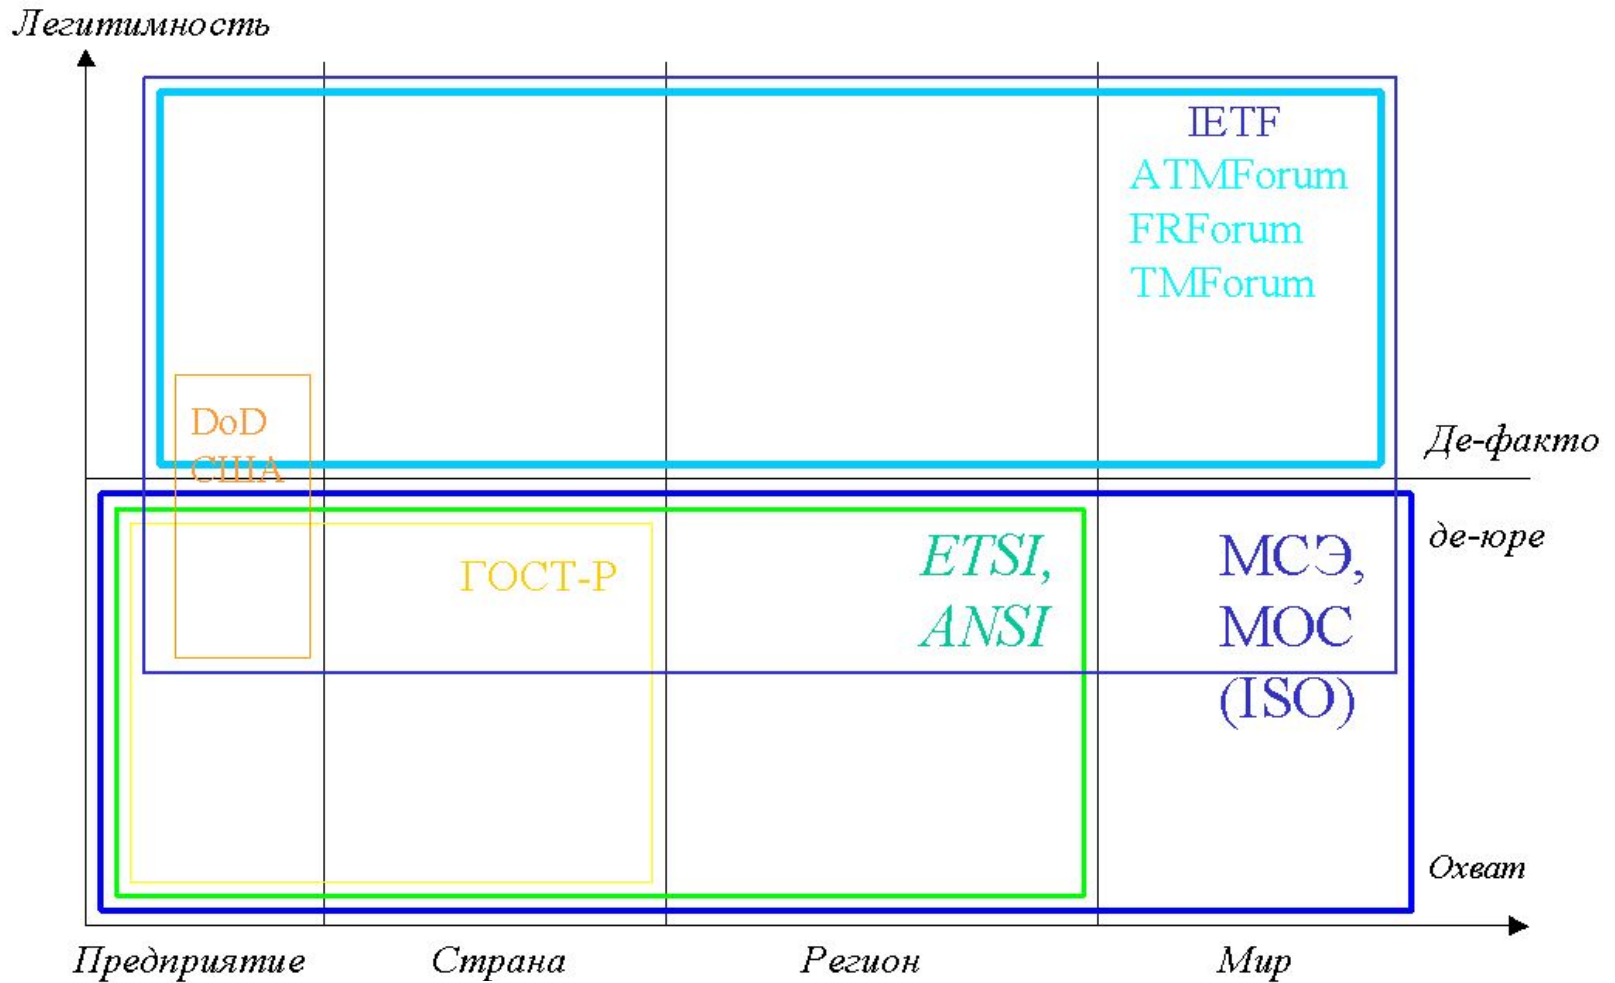 Легитимность
IETF
ATMForum
FRForum
TMForum
DoD
США
Де-факто
де-юре
ГОСТ-Р
ETSI,
ANSI
МСЭ,
МОС
(ISO)
Охват
Предприятие
Страна
Регион
Мир